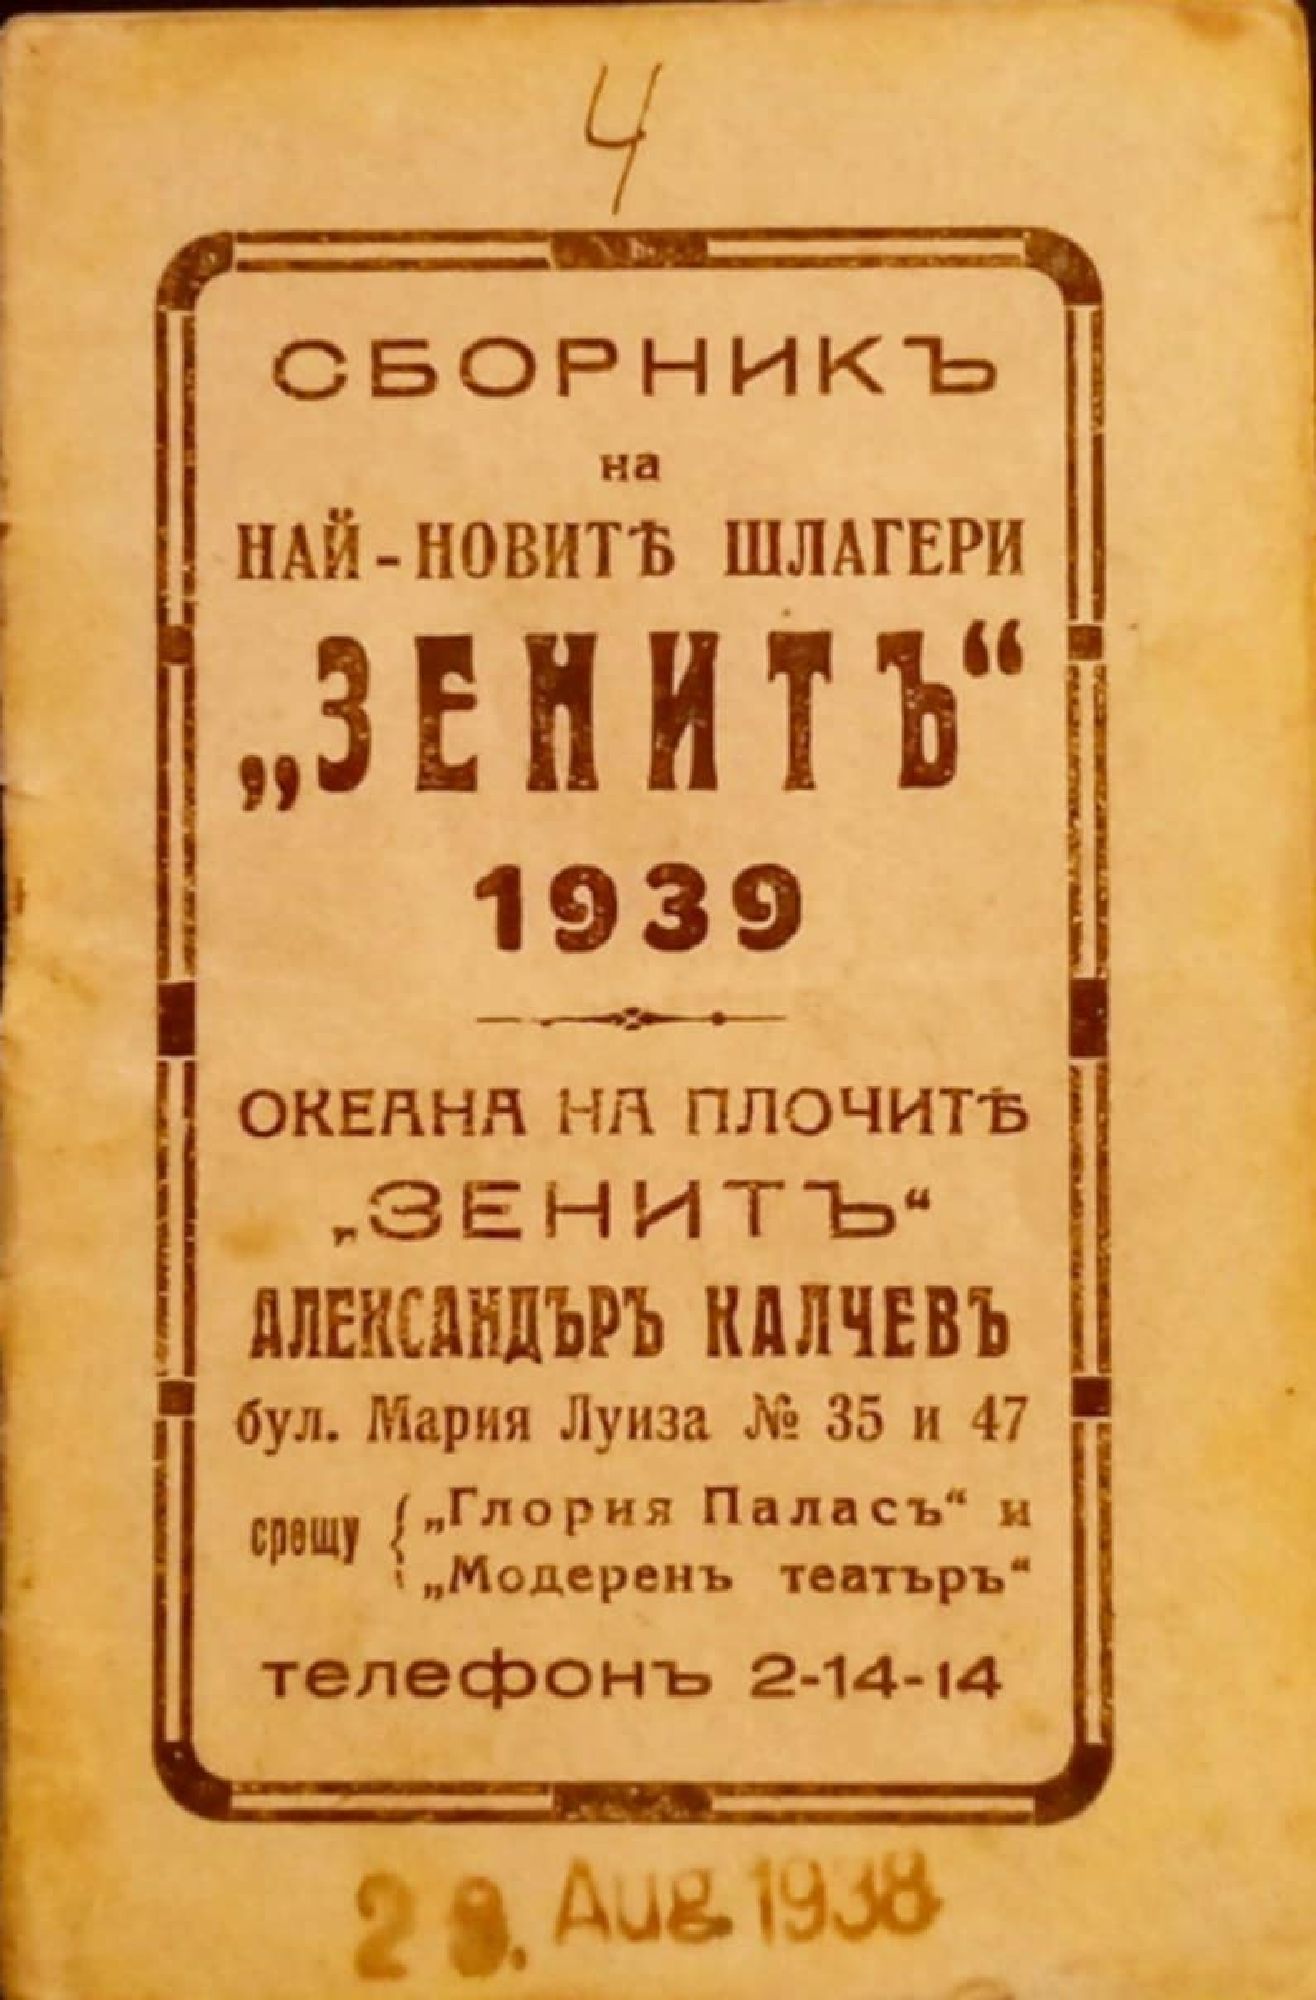 4
СБОРНИКЪ
на
НАЙ-НОВИТѢ ШЛАГЕРИ
„ЗЕНИТЪ“
1939
ОКЕАНА НА ПЛОЧИТѢ
„ЗЕНИТЪ“
АЛЕКСАНДЪРЪ КАЛЧЕВЪ
бул. Мария Луиза № 35 и 47
срещу { „Глория Паласъ“ и
„Модеренъ театъръ“
телефонъ 2-14-14
Aug 1938